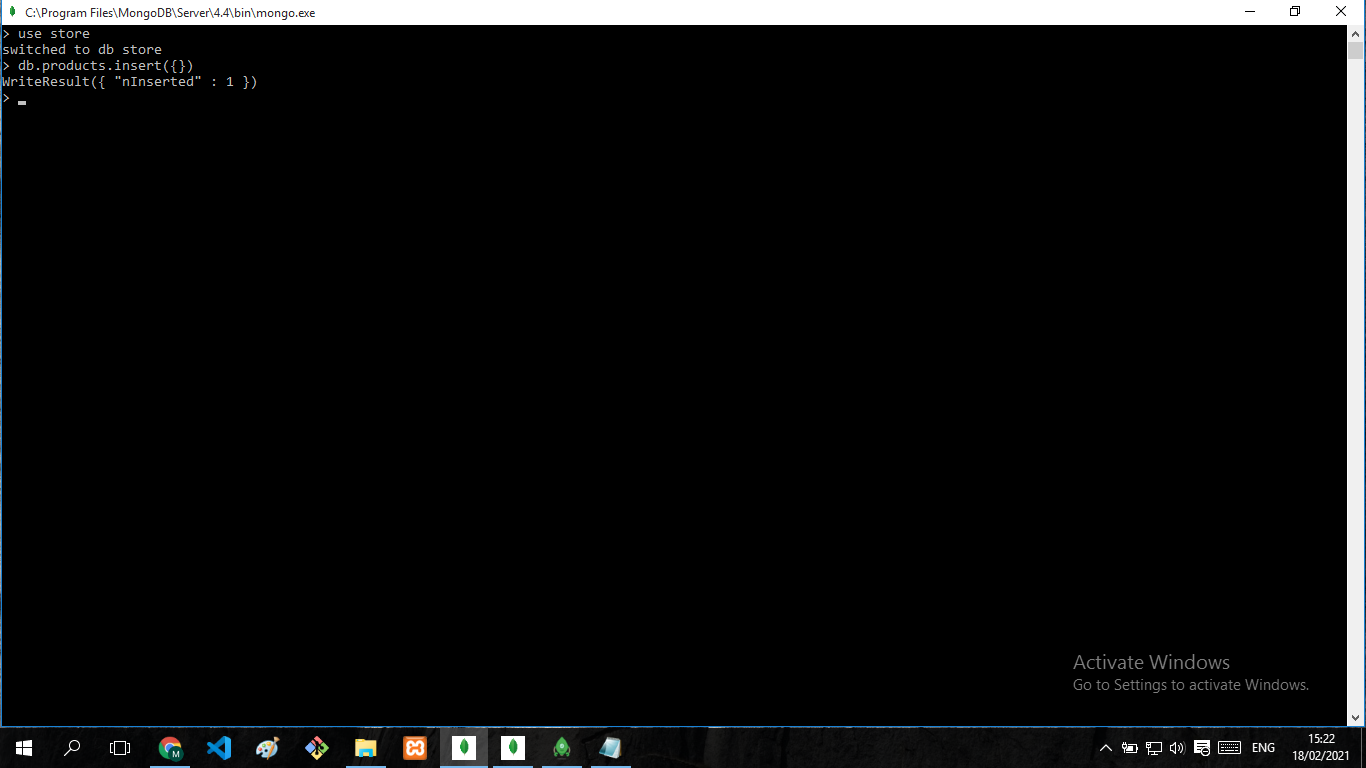 C:\Program Files\MongoDB\Server\4.4\bin\mongo.exe
> use store
switched to db store
> db.products.insert({})
WriteResult({ "nInserted" : 1 })
>
Activate Windows
Go to Settings to activate Windows.
M
ENG
15:22
18/02/2021